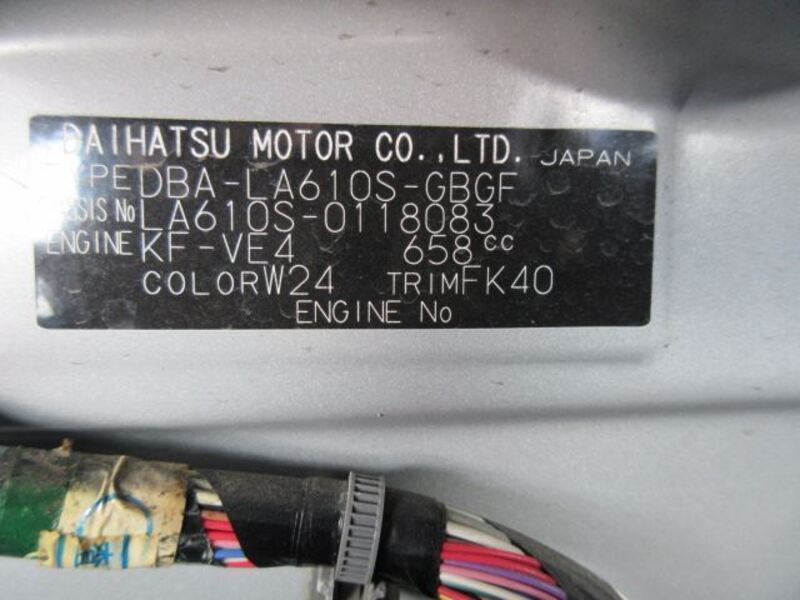 DAIHATSU MOTOR CO.,LTD. JAPAN
TYPE DBA-LA610S-GBGF
CHASSIS No LA610S-0118083
ENGINE KF-VE4 658cc
COLOR W24 TRIM FK40
ENGINE No